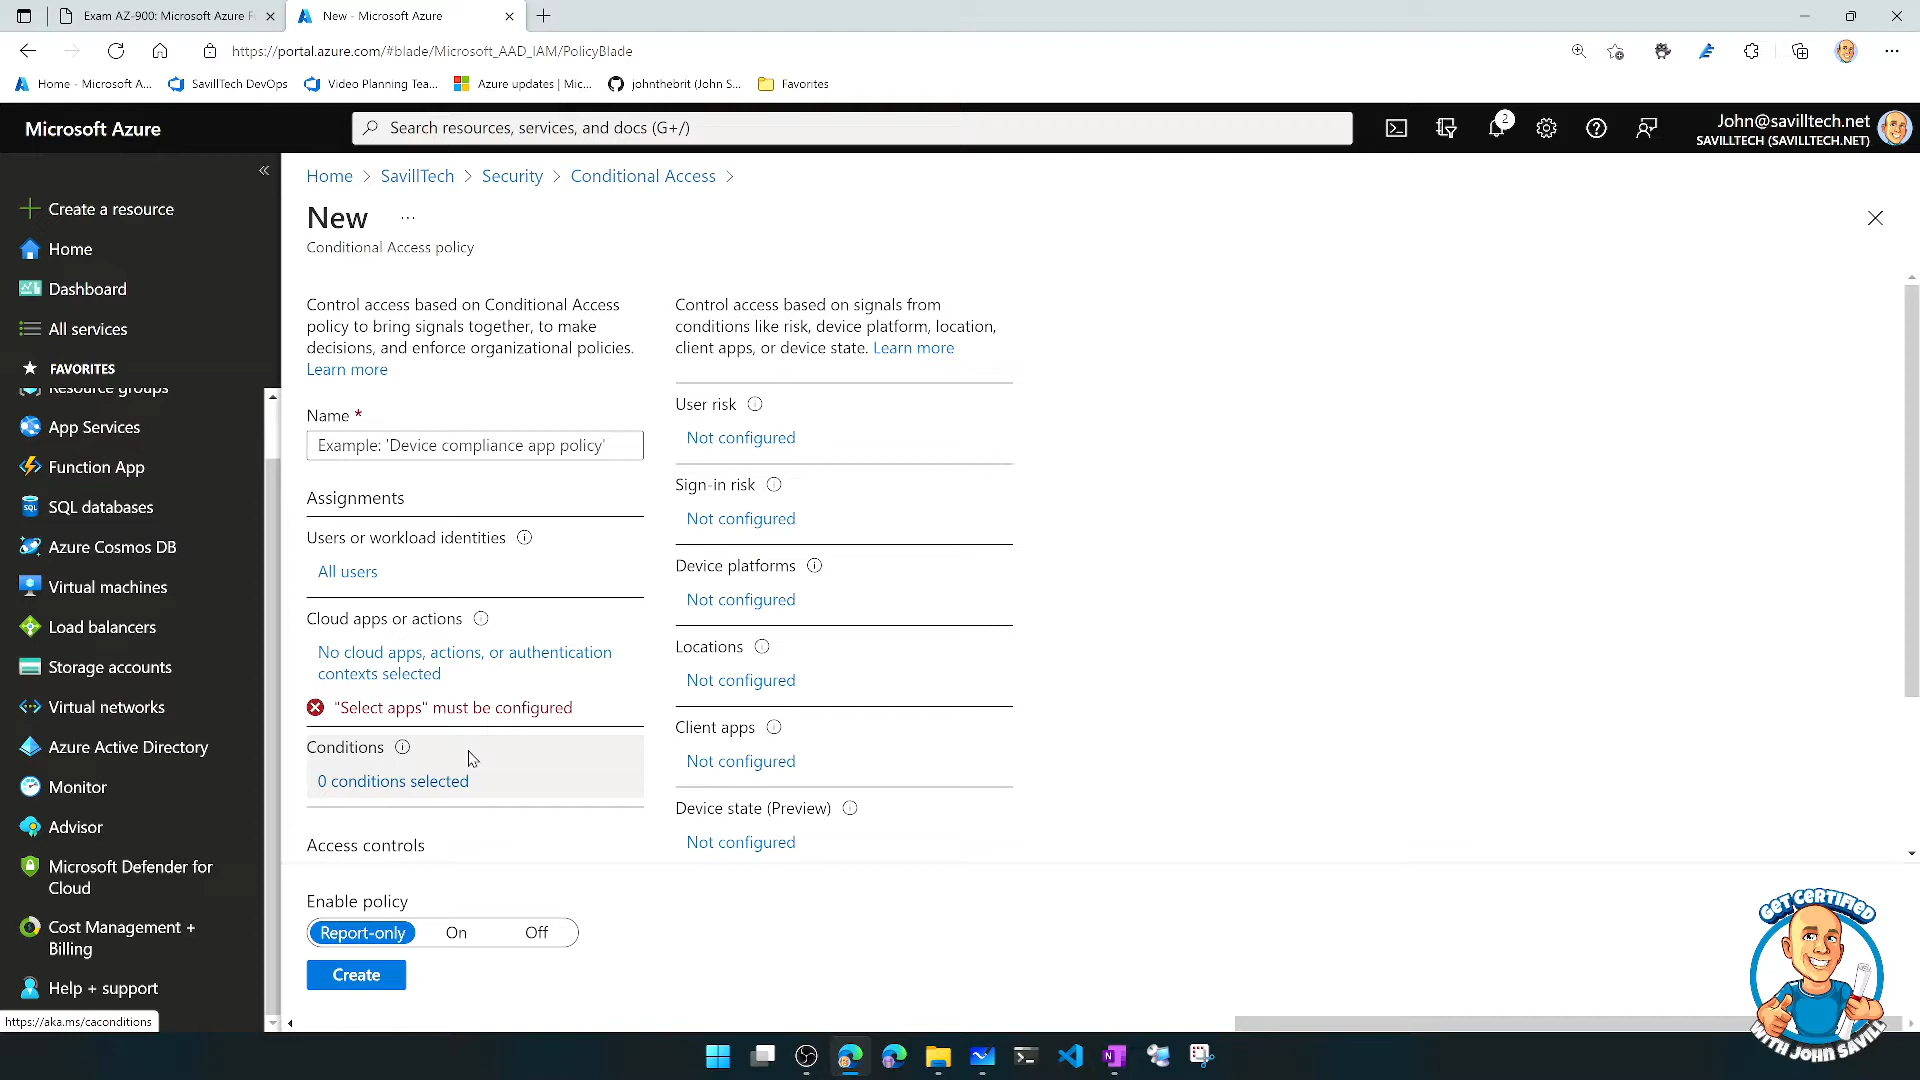 Exam AZ-900: Microsoft Azure F
New - Microsoft Azure
https://portal.azure.com/#blade/Microsoft_AAD_IAM/PolicyBlade
Home - Microsoft A...
SavillTech DevOps
Video Planning Tea...
Azure updates | Mic...
johnthebrit (John S...
Favorites
Microsoft Azure
Search resources, services, and docs (G+/)
2
John@savilltech.net
SAVILLTECH (SAVILLTECH.NET)
Create a resource
Home
Dashboard
All services
FAVORITES
Resource groups
App Services
Function App
SQL databases
Azure Cosmos DB
Virtual machines
Load balancers
Storage accounts
Virtual networks
Azure Active Directory
Monitor
Advisor
Microsoft Defender for
Cloud
Cost Management +
Billing
Help + support
https://aka.ms/caconditions
Home > SavillTech > Security > Conditional Access >
New ...
Conditional Access policy
Control access based on Conditional Access
policy to bring signals together, to make
decisions, and enforce organizational policies.
Learn more
Name *
Example: 'Device compliance app policy'
Assignments
Users or workload identities
All users
Cloud apps or actions
No cloud apps, actions, or authentication
contexts selected
"Select apps" must be configured
Conditions
0 conditions selected
Access controls
Control access based on signals from
conditions like risk, device platform, location,
client apps, or device state. Learn more
User risk
Not configured
Sign-in risk
Not configured
Device platforms
Not configured
Locations
Not configured
Client apps
Not configured
Device state (Preview)
Not configured
Enable policy
Report-only On Off
Create
GET CERTIFIED
WITH JOHN SAVILL